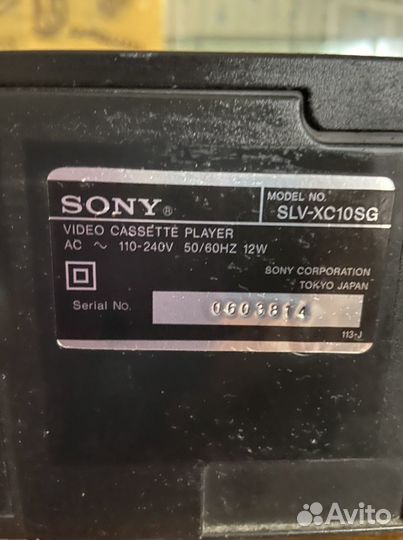 SONY®
MODEL NO.
SLV-XC10SG
VIDEO CASSETTE PLAYER
AC ~ 110-240V 50/60HZ 12W
SONY CORPORATION
TOKYO JAPAN
Serial No. 0603814
113-J
Avito